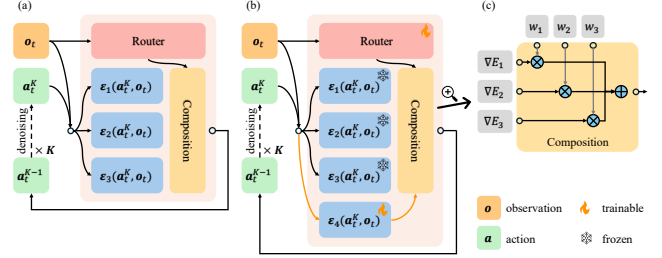 (a)
o_t
Router
a_t^K
ε_1(a_t^K, o_t)
denoising
× K
ε_2(a_t^K, o_t)
Composition
a_t^{K-1}
ε_3(a_t^K, o_t)
(b)
o_t
Router
a_t^K
ε_1(a_t^K, o_t)
denoising
× K
ε_2(a_t^K, o_t)
Composition
a_t^{K-1}
ε_3(a_t^K, o_t)
ε_4(a_t^K, o_t)
(c)
w_1 w_2 w_3
∇E_1
∇E_2
∇E_3
Composition
o observation
trainable
a action
frozen